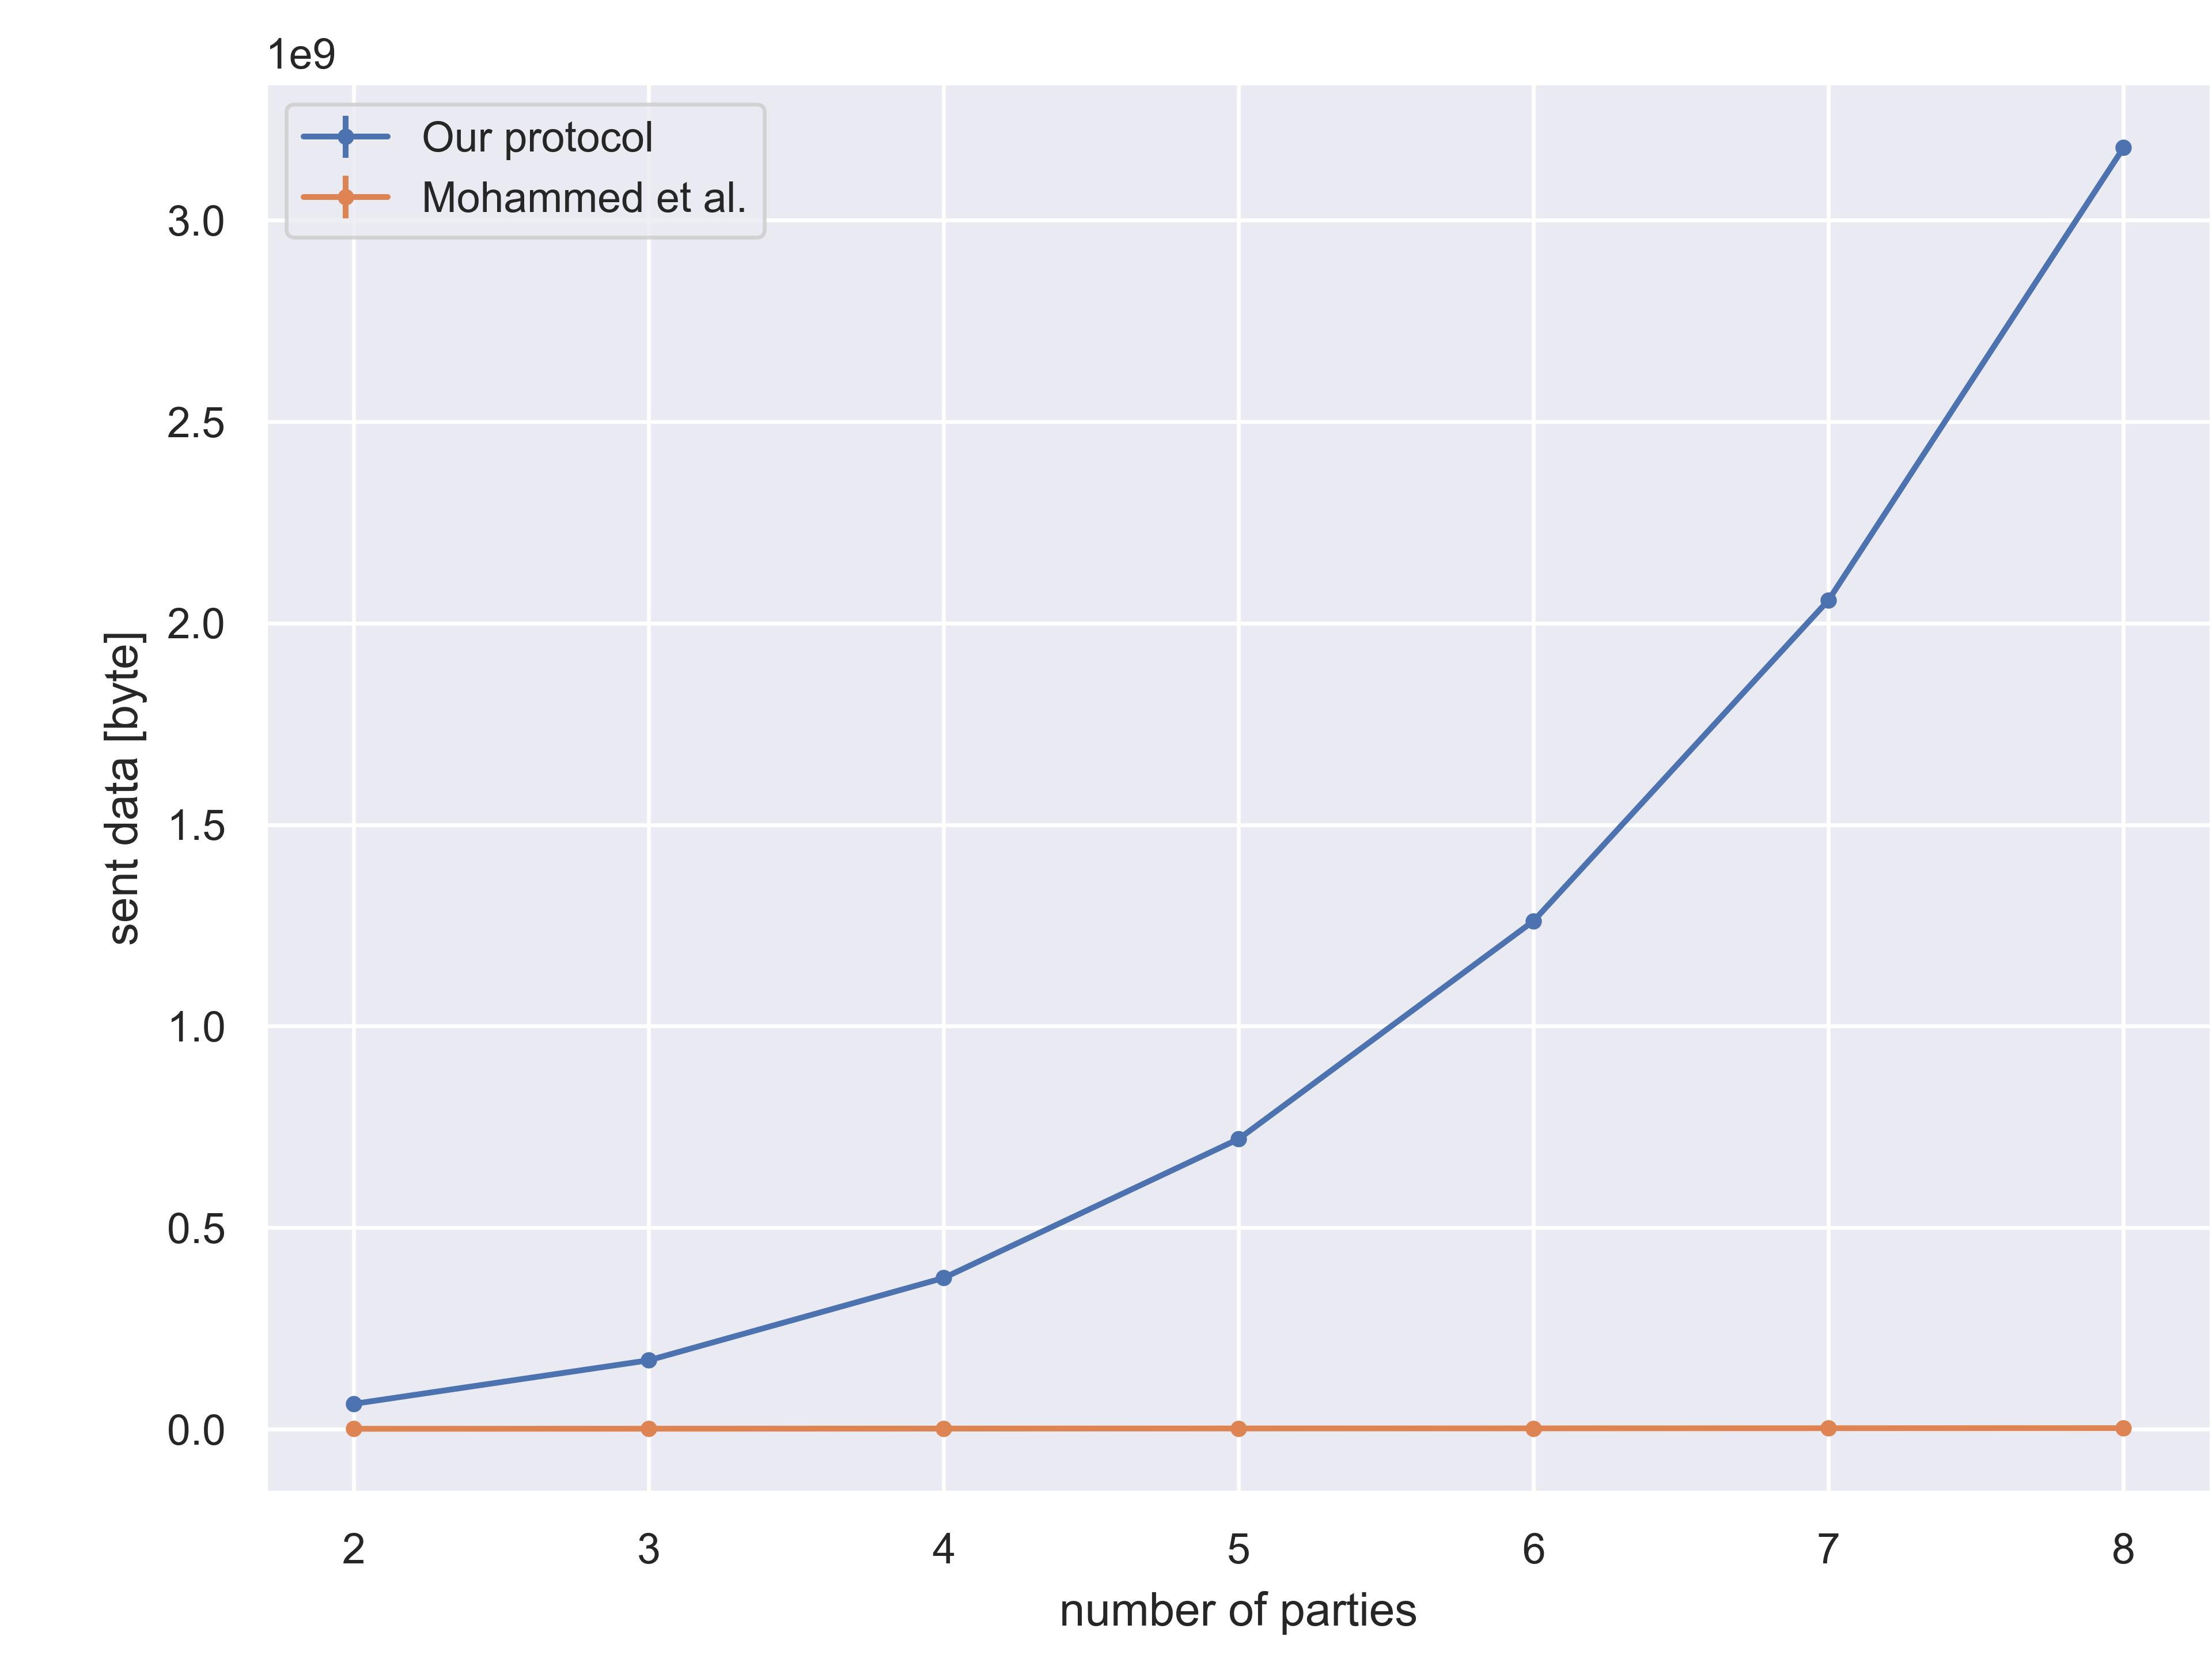 1e9
Our protocol
Mohammed et al.
3.0
2.5
2.0
1.5
1.0
0.5
0.0
sent data [byte]
2 3 4 5 6 7 8
number of parties